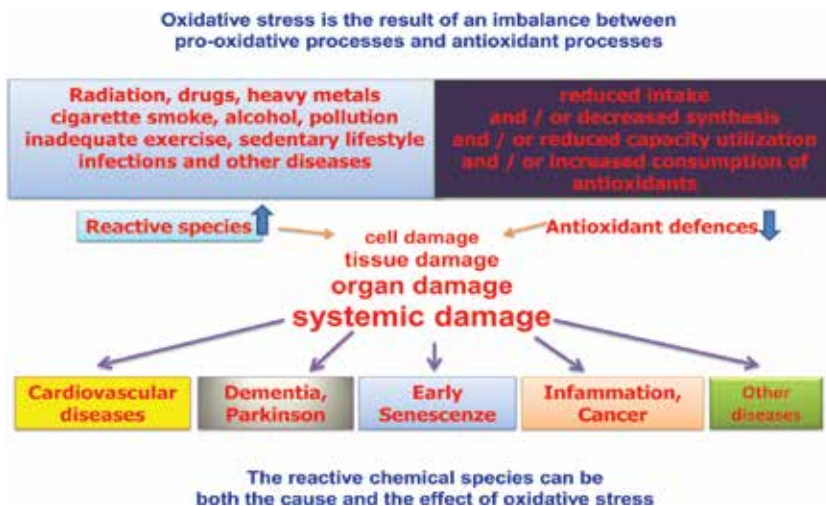 Oxidative stress is the result of an imbalance between
pro-oxidative processes and antioxidant processes
Radiation, drugs, heavy metals
cigarette smoke, alcohol, pollution
inadequate exercise, sedentary lifestyle
infections and other diseases
reduced intake
and / or decreased synthesis
and / or reduced capacity utilization
and / or increased consumption of
antioxidants
Reactive species
Antioxidant defences
cell damage
tissue damage
organ damage
systemic damage
Cardiovascular
diseases
Dementia,
Parkinson
Early
Senescenze
Infammation,
Cancer
Other
diseases
The reactive chemical species can be
both the cause and the effect of oxidative stress